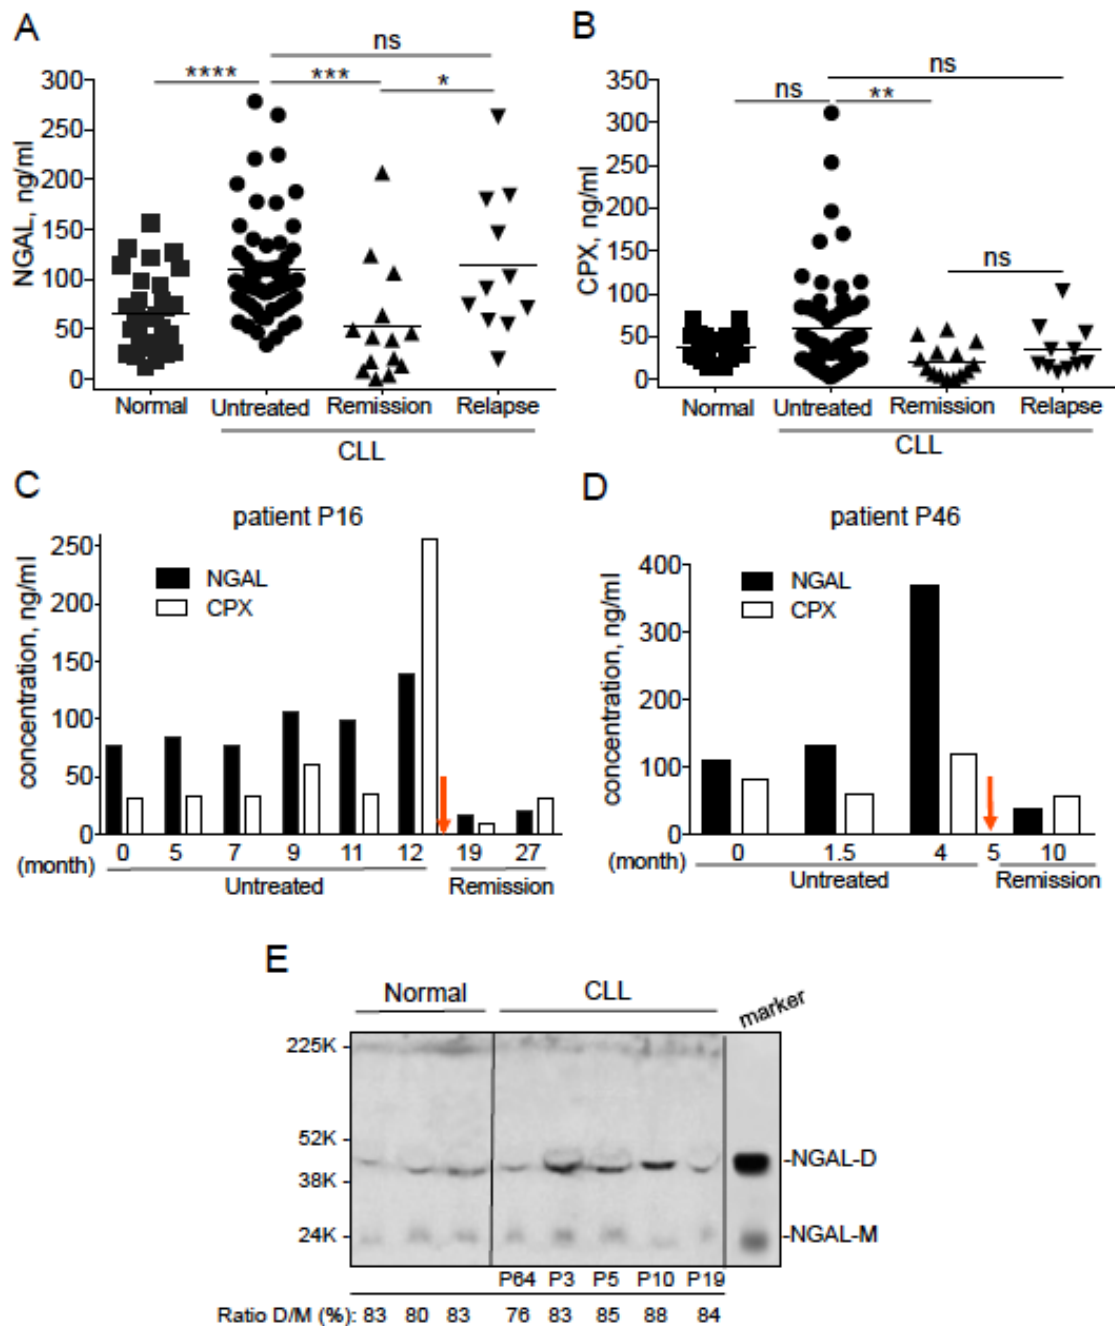 A
ns
**** *** *
NGAL, ng/ml
300
250
200
150
100
50
0
Normal Untreated Remission Relapse
CLL
B
ns
ns **
ns
CPX, ng/ml
350
300
250
200
150
100
50
0
Normal Untreated Remission Relapse
CLL
C
patient P16
NGAL
CPX
concentration, ng/ml
250
200
150
100
50
0
(month) 0 5 7 9 11 12 19 27
Untreated Remission
D
patient P46
NGAL
CPX
concentration, ng/ml
400
300
200
100
0
(month) 0 1.5 4 5 10
Untreated Remission
E
Normal CLL marker
225K -
52K -
38K -
24K -
-NGAL-D
-NGAL-M
P64 P3 P5 P10 P19
Ratio D/M (%): 83 80 83 76 83 85 88 84